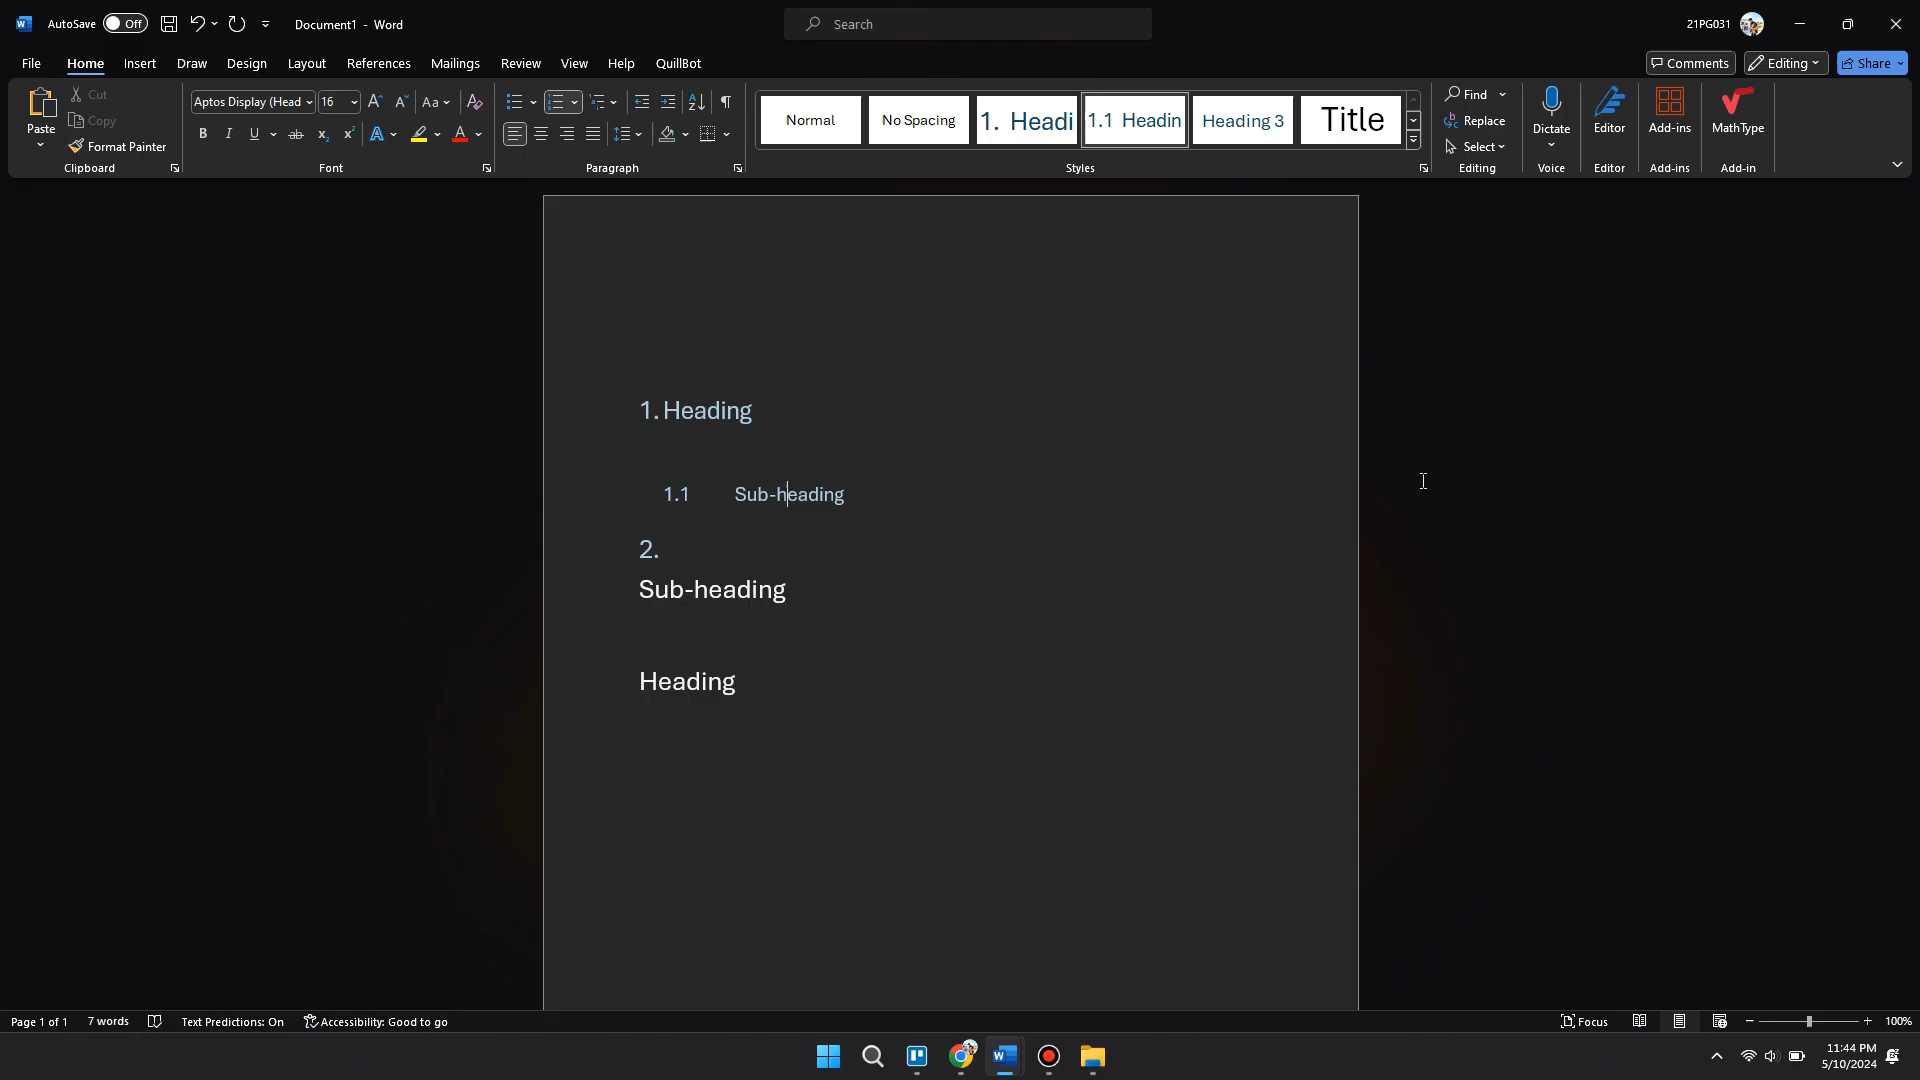 AutoSave Off Document1 - Word Search 21PG031
File Home Insert Draw Design Layout References Mailings Review View Help QuillBot Comments Editing Share
Paste Cut Copy Format Painter Clipboard
Aptos Display (Head 16 Aa Font
B I U ab x₂ x² A A
Paragraph
Normal No Spacing 1. Headi 1.1 Headin Heading 3 Title Styles
Find Replace Select Editing
Dictate Voice
Editor Editor
Add-ins Add-ins
MathType Add-in
1. Heading
1.1 Sub-heading
2.
Sub-heading
Heading
Page 1 of 1 7 words Text Predictions: On Accessibility: Good to go Focus 100%
11:44 PM
5/10/2024